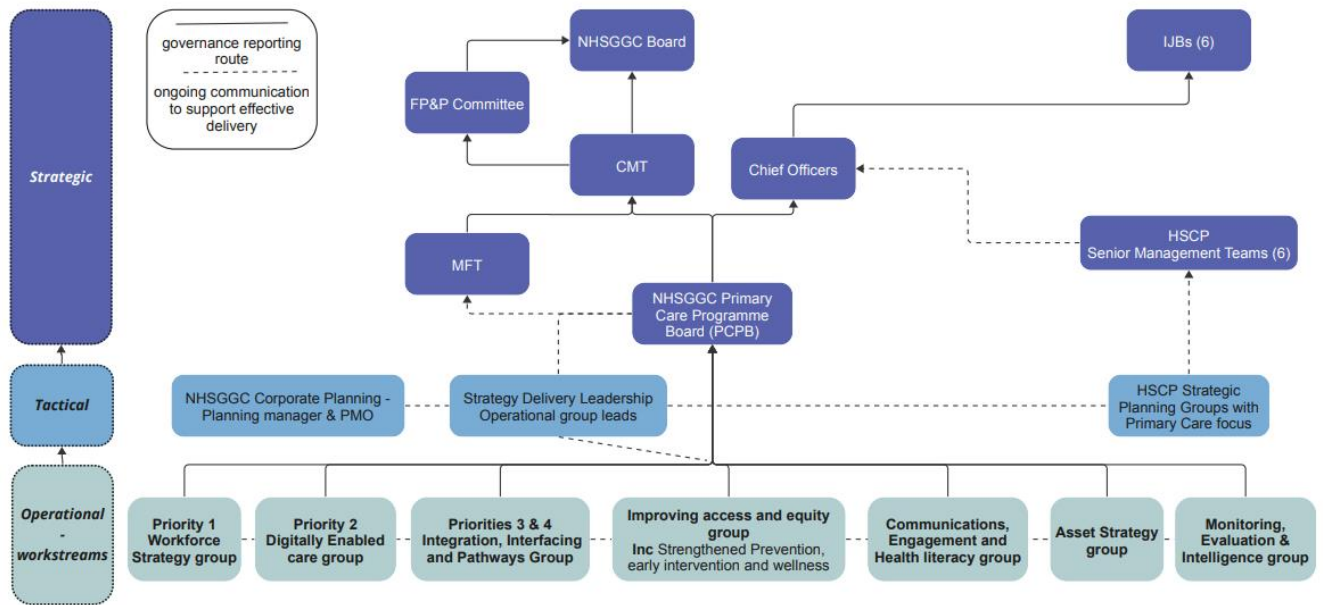 governance reporting
route
ongoing communication
to support effective
delivery
NHSGGC Board
IJBs (6)
FP&P Committee
Strategic
CMT
Chief Officers
MFT
HSCP
Senior Management Teams (6)
NHSGGC Primary
Care Programme
Board (PCPB)
Tactical
NHSGGC Corporate Planning -
Planning manager & PMO
Strategy Delivery Leadership
Operational group leads
HSCP Strategic
Planning Groups with
Primary Care focus
Operational
-
workstreams
Priority 1
Workforce
Strategy group
Priority 2
Digitally Enabled
care group
Priorities 3 & 4
Integration, Interfacing
and Pathways Group
Improving access and equity
group
Inc Strengthened Prevention,
early intervention and wellness
Communications,
Engagement and
Health literacy group
Asset Strategy
group
Monitoring,
Evaluation &
Intelligence group